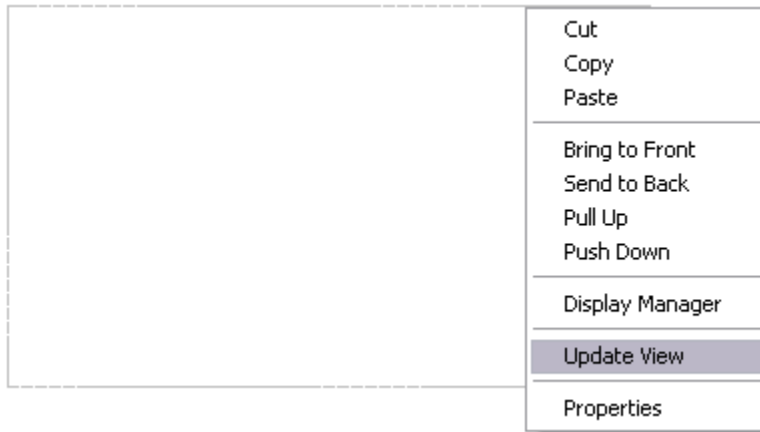 Cut
Copy
Paste
Bring to Front
Send to Back
Pull Up
Push Down
Display Manager
Update View
Properties